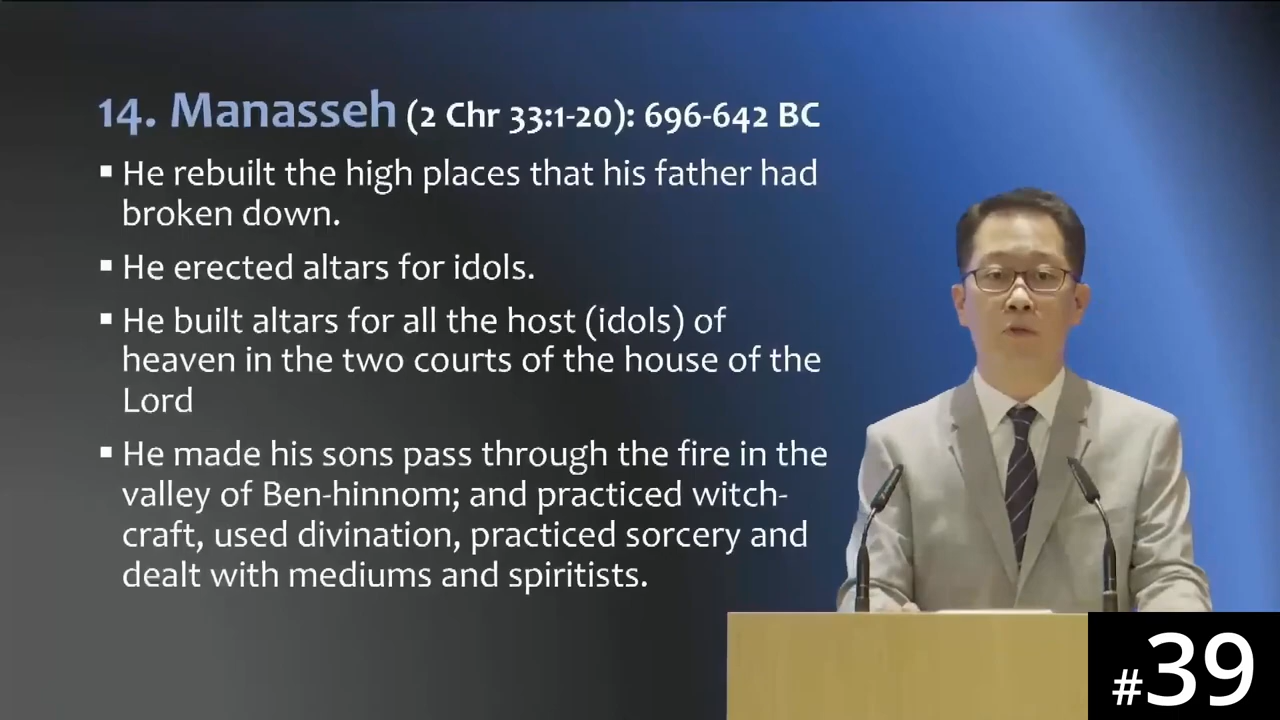 14. Manasseh (2 Chr 33:1-20): 696-642 BC
▪ He rebuilt the high places that his father had
broken down.
▪ He erected altars for idols.
▪ He built altars for all the host (idols) of
heaven in the two courts of the house of the
Lord
▪ He made his sons pass through the fire in the
valley of Ben-hinnom; and practiced witch-
craft, used divination, practiced sorcery and
dealt with mediums and spiritists.
#39